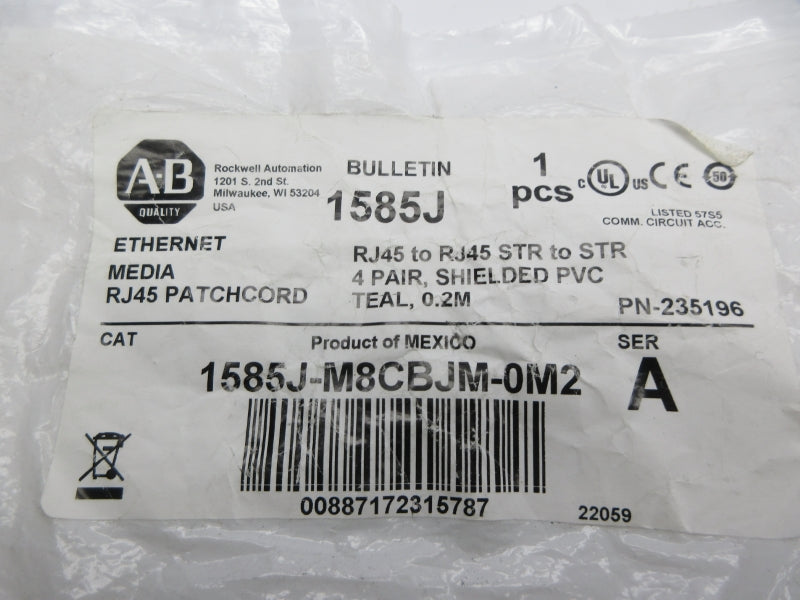 A·B
QUALITY
Rockwell Automation
1201 S. 2nd St.
Milwaukee, WI 53204
USA
BULLETIN
1585J
1
pcs
c UL us CE 50
LISTED 57S5
COMM. CIRCUIT ACC.
ETHERNET
MEDIA
RJ45 PATCHCORD
RJ45 to RJ45 STR to STR
4 PAIR, SHIELDED PVC
TEAL, 0.2M
PN-235196
CAT
Product of MEXICO
SER
1585J-M8CBJM-0M2
A
00887172315787
22059